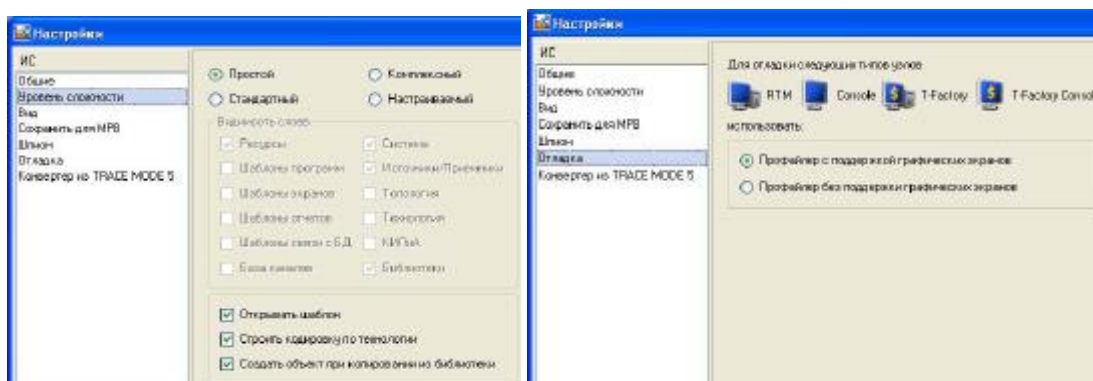 Настройки
ИС
Общие
Уровень сложности
Вид
Сохранить для МРВ
Шпион
Отладка
Конвертер из TRACE MODE 5
Простой
Комплексный
Стандартный
Настраиваемый
Видимость слоев
Ресурсы
Система
Шаблоны программ
Источники/Приемники
Шаблоны экранов
Топология
Шаблоны отчетов
Технология
Шаблоны связи с БД
КИПиА
База каналов
Библиотеки
Открывать шаблон
Строить кодировку по технологии
Создать объект при копировании из библиотеки
Настройки
ИС
Общие
Уровень сложности
Вид
Сохранить для МРВ
Шпион
Отладка
Конвертер из TRACE MODE 5
Для отладки следующих типов узлов
RTM
Console
T-Factory
T-Factory Consol
использовать:
Профайлер с поддержкой графических экранов
Профайлер без поддержки графических экранов